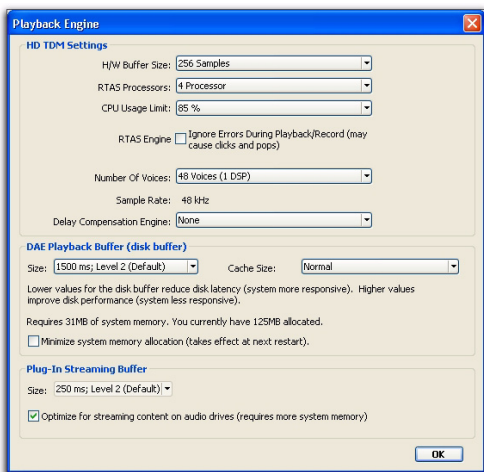 Playback Engine
HD TDM Settings
H/W Buffer Size: 256 Samples
RTAS Processors: 4 Processor
CPU Usage Limit: 85 %
RTAS Engine Ignore Errors During Playback/Record (may
cause clicks and pops)
Number Of Voices: 48 Voices (1 DSP)
Sample Rate: 48 kHz
Delay Compensation Engine: None
DAE Playback Buffer (disk buffer)
Size: 1500 ms; Level 2 (Default) Cache Size: Normal
Lower values for the disk buffer reduce disk latency (system more responsive). Higher values
improve disk performance (system less responsive).
Requires 31MB of system memory. You currently have 125MB allocated.
Minimize system memory allocation (takes effect at next restart).
Plug-In Streaming Buffer
Size: 250 ms; Level 2 (Default)
Optimize for streaming content on audio drives (requires more system memory)
OK